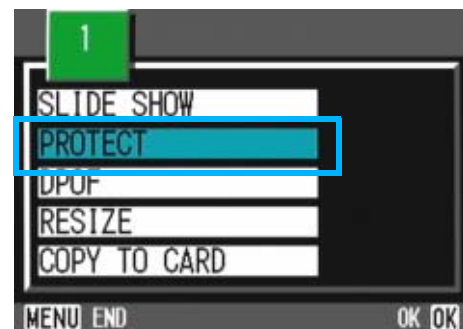 1
SLIDE SHOW
PROTECT
DPOF
RESIZE
COPY TO CARD
MENU END OK OK